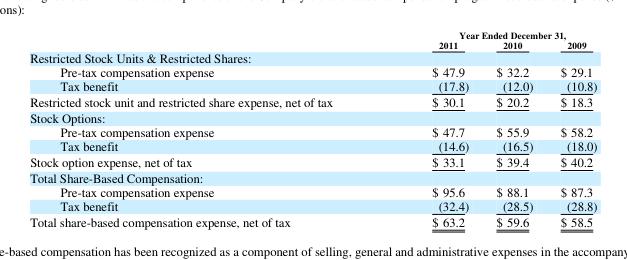 ons):
Year Ended December 31,
2011 2010 2009
Restricted Stock Units & Restricted Shares:
Pre-tax compensation expense $ 47.9 $ 32.2 $ 29.1
Tax benefit (17.8) (12.0) (10.8)
Restricted stock unit and restricted share expense, net of tax $ 30.1 $ 20.2 $ 18.3
Stock Options:
Pre-tax compensation expense $ 47.7 $ 55.9 $ 58.2
Tax benefit (14.6) (16.5) (18.0)
Stock option expense, net of tax $ 33.1 $ 39.4 $ 40.2
Total Share-Based Compensation:
Pre-tax compensation expense $ 95.6 $ 88.1 $ 87.3
Tax benefit (32.4) (28.5) (28.8)
Total share-based compensation expense, net of tax $ 63.2 $ 59.6 $ 58.5
e-based compensation has been recognized as a component of selling, general and administrative expenses in the accompany